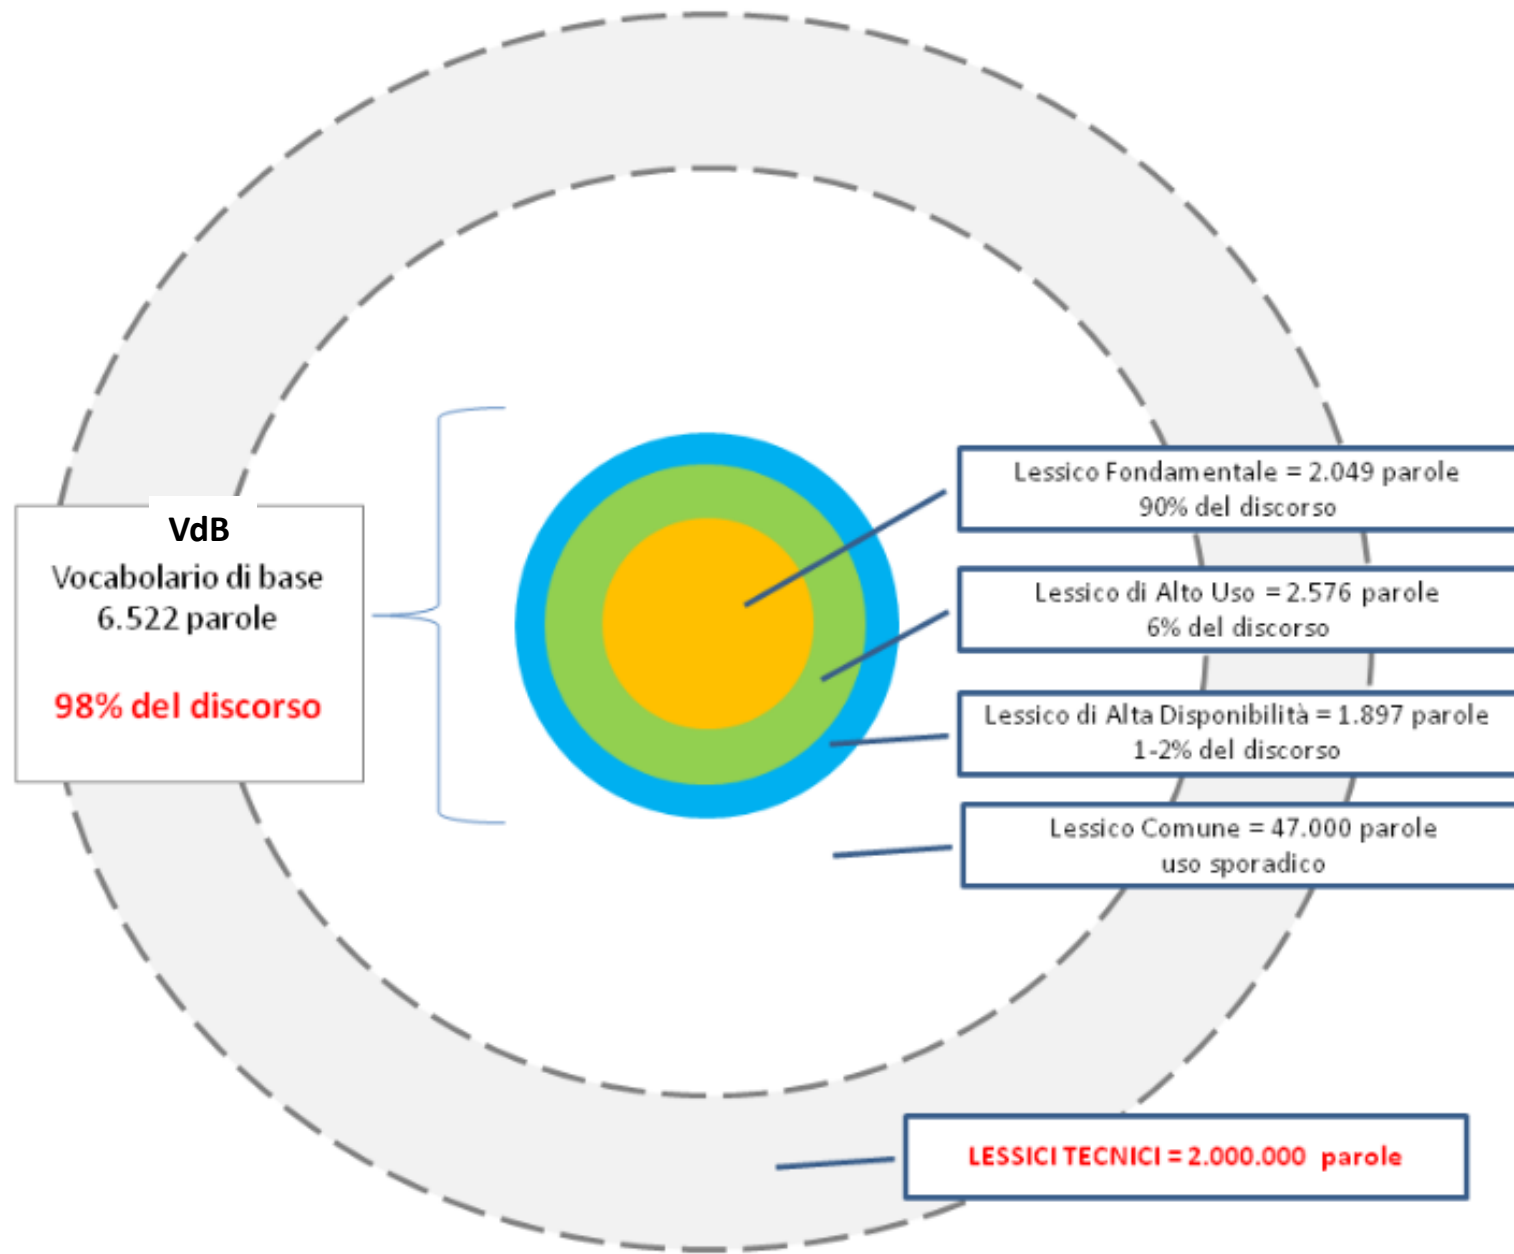 VdB
Vocabolario di base
6.522 parole
98% del discorso
Lessico Fondamentale = 2.049 parole
90% del discorso
Lessico di Alto Uso = 2.576 parole
6% del discorso
Lessico di Alta Disponibilità = 1.897 parole
1-2% del discorso
Lessico Comune = 47.000 parole
uso sporadico
LESSICI TECNICI = 2.000.000 parole